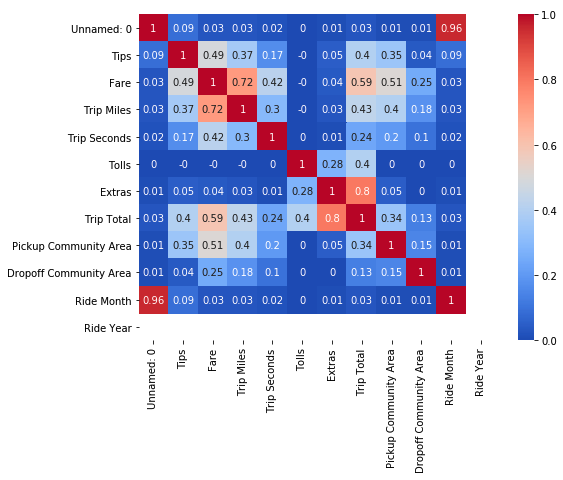 Unnamed: 0 1 0.09 0.03 0.03 0.02 0 0.01 0.03 0.01 0.01 0.96
Tips 0.09 1 0.49 0.37 0.17 -0 0.05 0.4 0.35 0.04 0.09
Fare 0.03 0.49 1 0.72 0.42 -0 0.04 0.59 0.51 0.25 0.03
Trip Miles 0.03 0.37 0.72 1 0.3 -0 0.03 0.43 0.4 0.18 0.03
Trip Seconds 0.02 0.17 0.42 0.3 1 0 0.01 0.24 0.2 0.1 0.02
Tolls 0 -0 -0 -0 0 1 0.28 0.4 0 0 0
Extras 0.01 0.05 0.04 0.03 0.01 0.28 1 0.8 0.05 0 0.01
Trip Total 0.03 0.4 0.59 0.43 0.24 0.4 0.8 1 0.34 0.13 0.03
Pickup Community Area 0.01 0.35 0.51 0.4 0.2 0 0.05 0.34 1 0.15 0.01
Dropoff Community Area 0.01 0.04 0.25 0.18 0.1 0 0 0.13 0.15 1 0.01
Ride Month 0.96 0.09 0.03 0.03 0.02 0 0.01 0.03 0.01 0.01 1
Ride Year
Unnamed: 0
Tips
Fare
Trip Miles
Trip Seconds
Tolls
Extras
Trip Total
Pickup Community Area
Dropoff Community Area
Ride Month
Ride Year
1.0
0.8
0.6
0.4
0.2
0.0